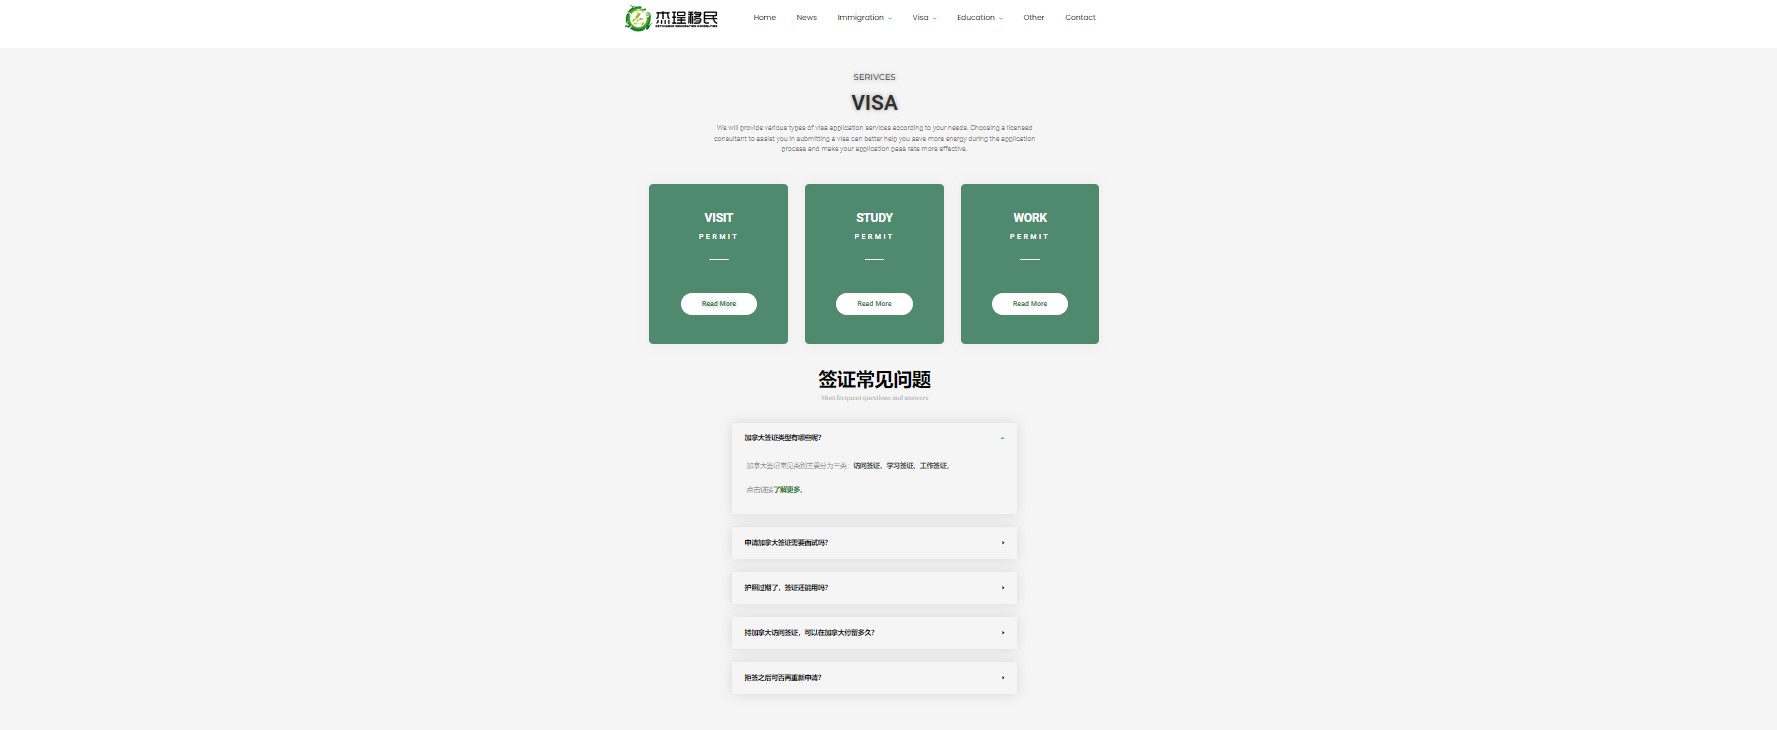 杰瑆移民
Home News Immigration Visa Education Other Contact
SERIVCES
VISA
We will provide various types of visa application services according to your needs. Choosing a licensed
consultant to assist you in submitting a visa can better help you save more energy during the application
process and make your application pass rate more effective.
VISIT
PERMIT
Read More
STUDY
PERMIT
Read More
WORK
PERMIT
Read More
签证常见问题
Most frequent questions and answers
加拿大签证类型有哪些呢?
加拿大签证常见类别主要分为三类：访问签证、学习签证、工作签证。
点击链接了解更多。
申请加拿大签证需要面试吗?
护照过期了，签证还能用吗?
持加拿大访问签证，可以在加拿大停留多久?
拒签之后可否再重新申请?